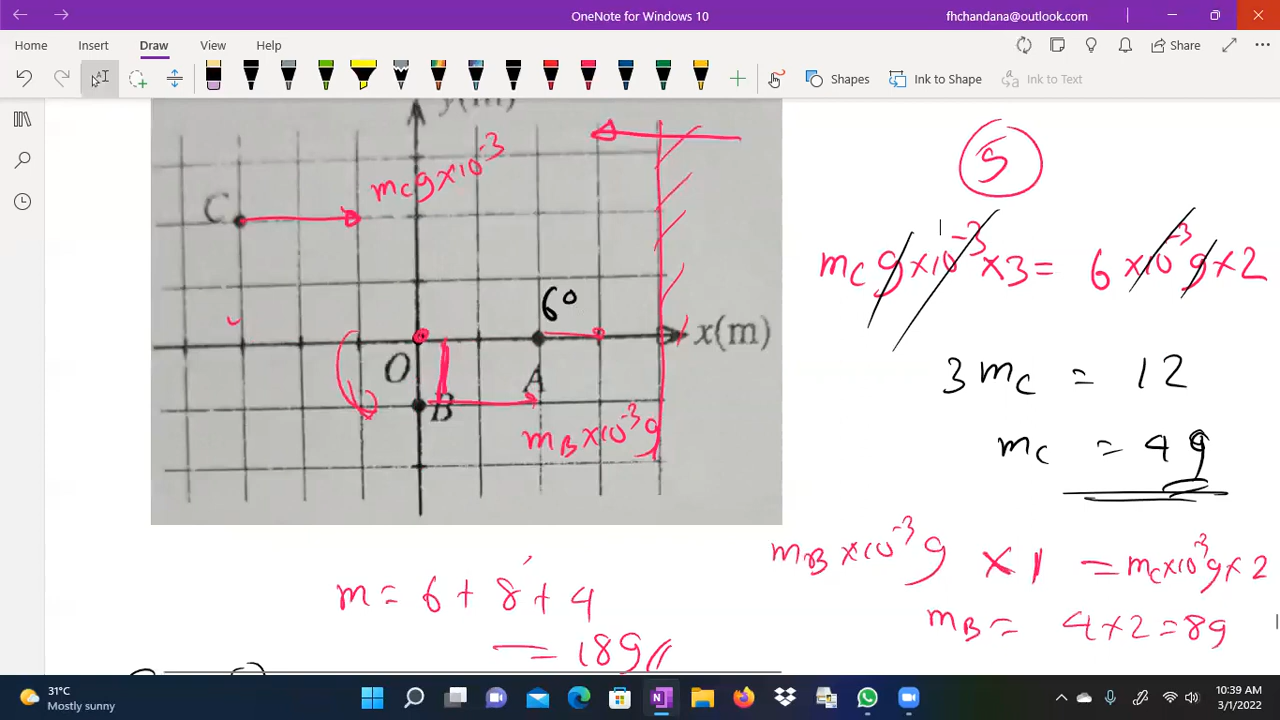 OneNote for Windows 10
fhchandana@outlook.com
Home Insert Draw View Help
Share
Shapes
Ink to Shape
Ink to Text
y(m)
mcg×10⁻³
C
6g
x(m)
O
A
B
mB×10⁻³g
5
mc g×10⁻³×3= 6×10⁻³g×2
3mc = 12
mc = 4g
mB×10⁻³g ×1 =mc×10⁻³g×2
mB= 4×2=8g
m= 6+8+4
= 18g//
31°C
Mostly sunny
10:39 AM
3/1/2022